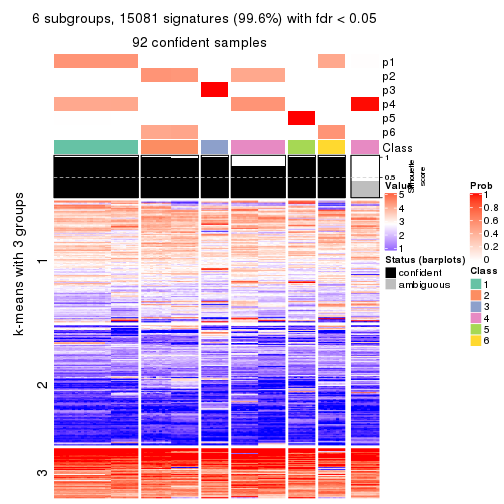 6 subgroups, 15081 signatures (99.6%) with fdr < 0.05
92 confident samples
p1
p2
p3
p4
p5
p6
Class
1
0.5
Silhouette
score
k-means with 3 groups
1
2
3
Value
5
4
3
2
1
Status (barplots)
confident
ambiguous
Prob
1
0.8
0.6
0.4
0.2
0
Class
1
2
3
4
5
6